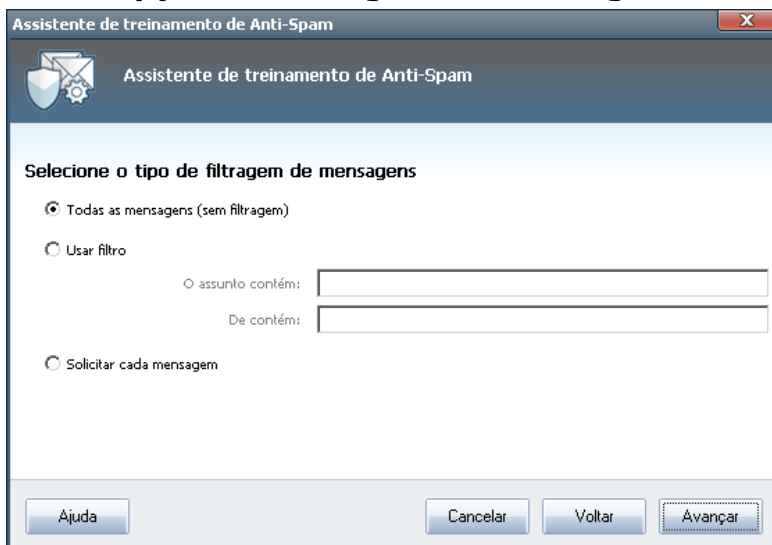 Assistente de treinamento de Anti-Spam
Assistente de treinamento de Anti-Spam
Selecione o tipo de filtragem de mensagens
Todas as mensagens (sem filtragem)
Usar filtro
O assunto contém:
De contém:
Solicitar cada mensagem
Ajuda Cancelar Voltar Avançar